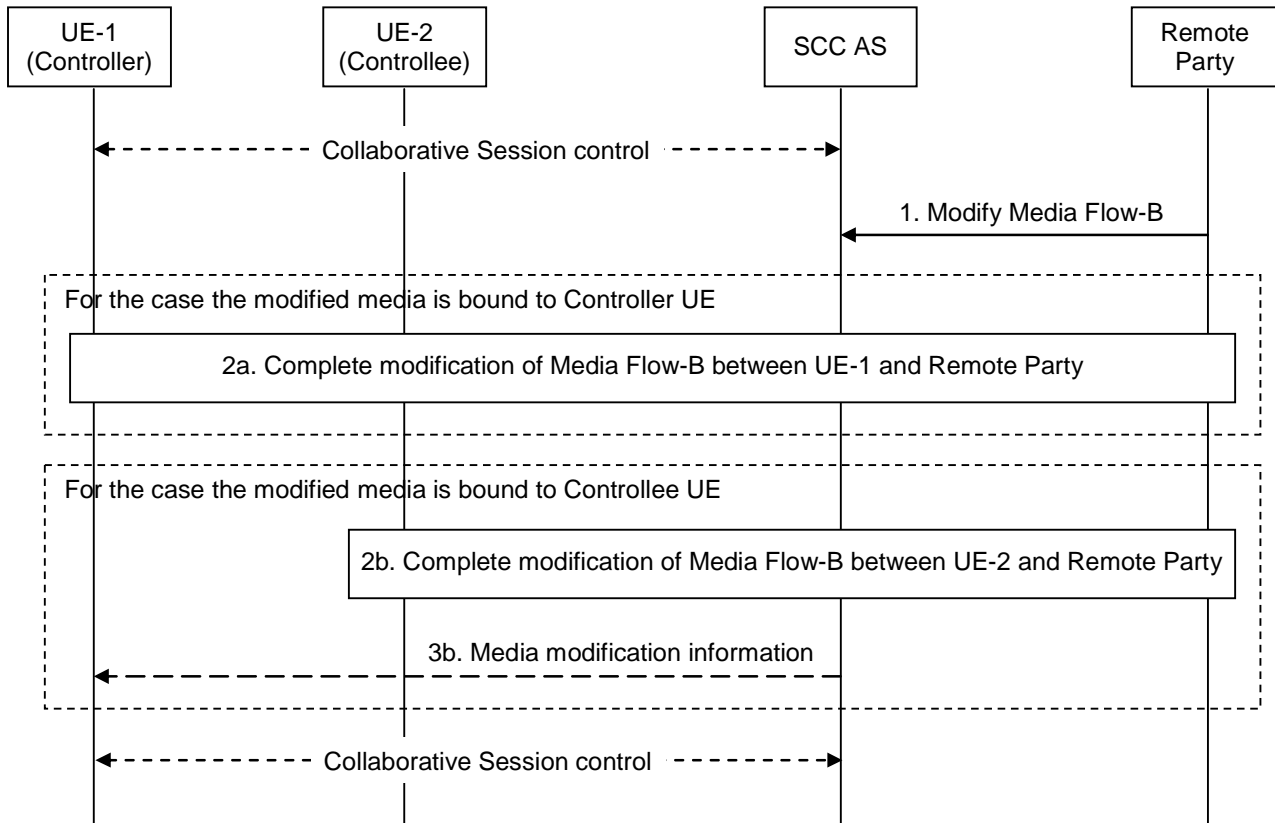 UE-1
(Controller)
UE-2
(Controllee)
SCC AS
Remote
Party
Collaborative Session control
1. Modify Media Flow-B
For the case the modified media is bound to Controller UE
2a. Complete modification of Media Flow-B between UE-1 and Remote Party
For the case the modified media is bound to Controllee UE
2b. Complete modification of Media Flow-B between UE-2 and Remote Party
3b. Media modification information
Collaborative Session control